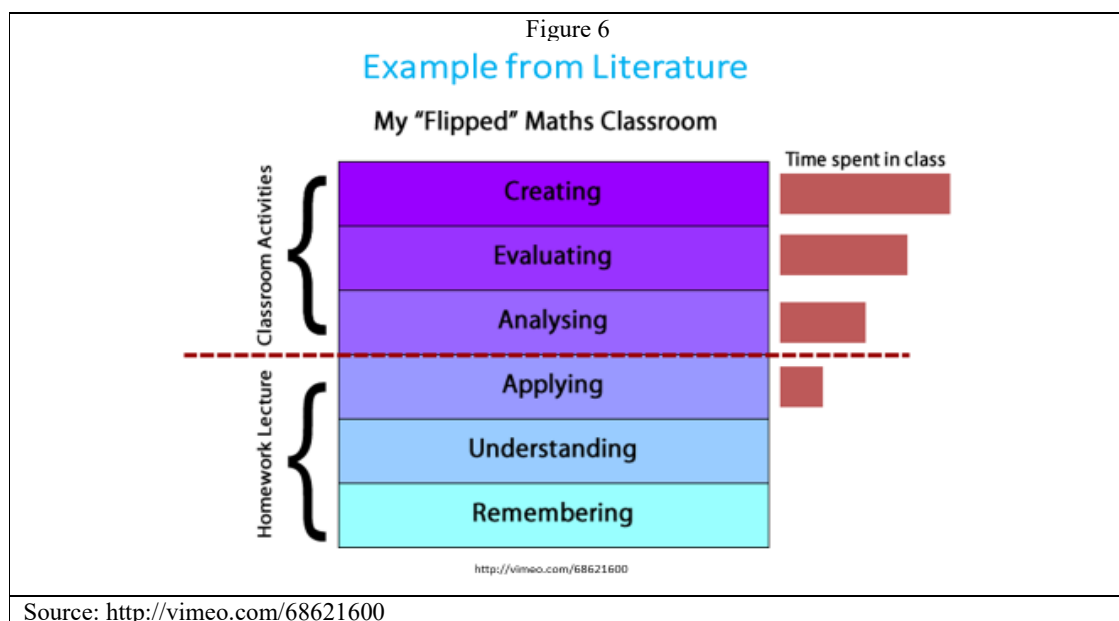 Figure 6
Example from Literature
My “Flipped” Maths Classroom
Time spent in class
Classroom Activities
Creating
Evaluating
Analysing
Homework Lecture
Applying
Understanding
Remembering
http://vimeo.com/68621600
Source: http://vimeo.com/68621600